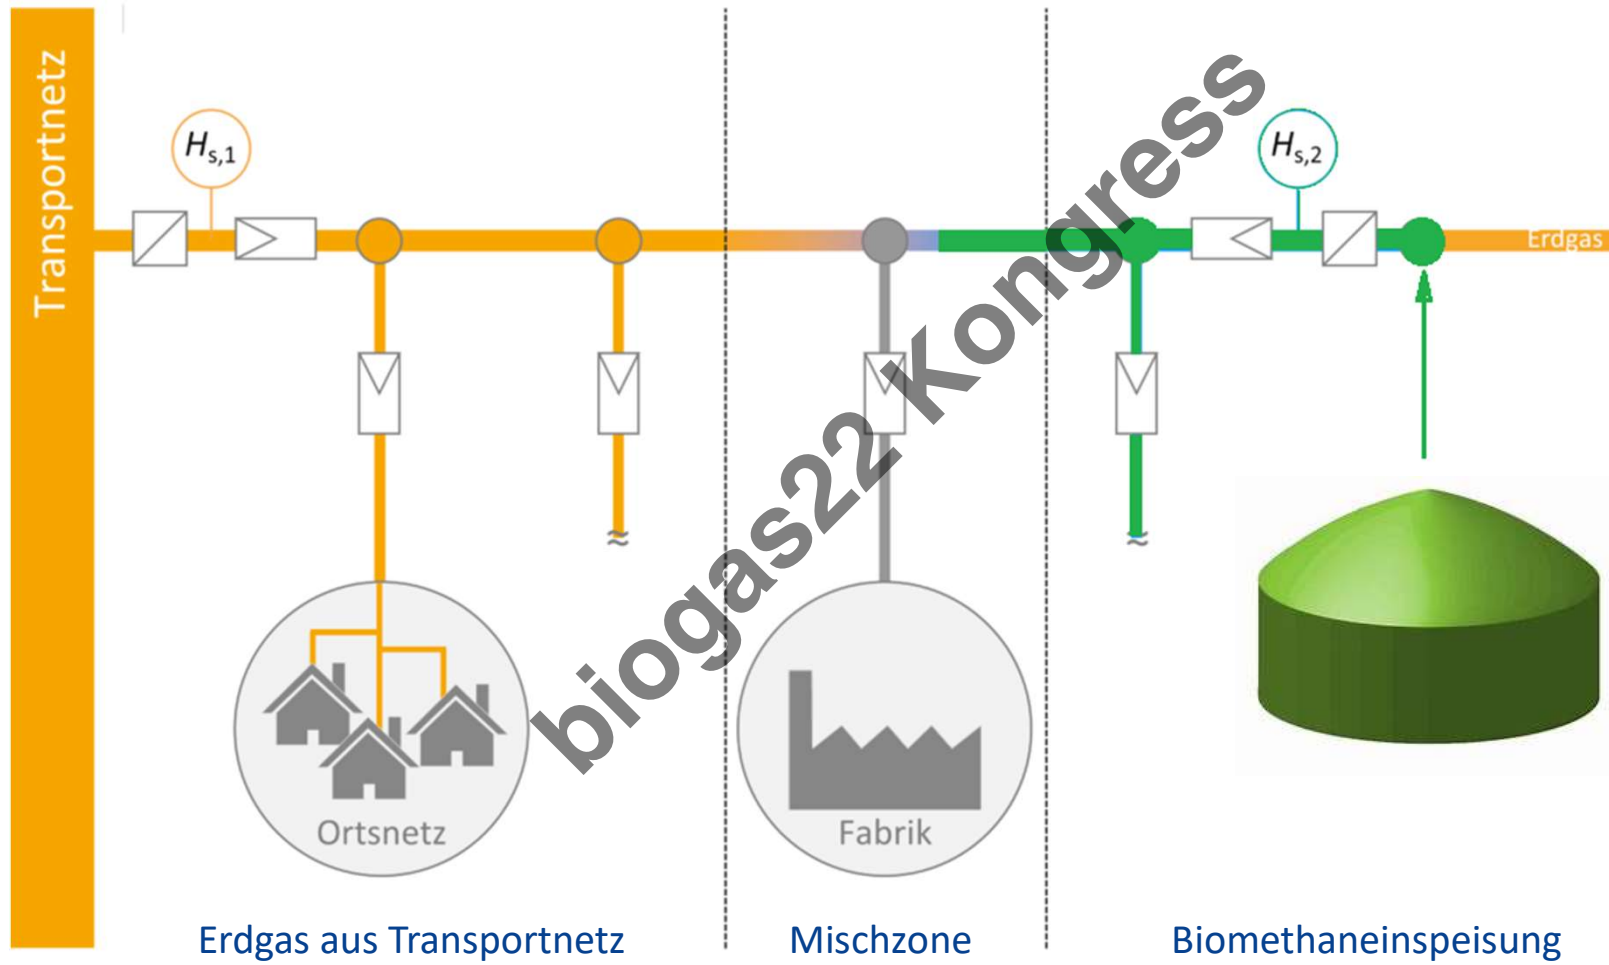 Transportnetz
Hs,1
Hs,2
Erdgas
biogas22 Kongress
Ortsnetz
Fabrik
Erdgas aus Transportnetz
Mischzone
Biomethaneinspeisung